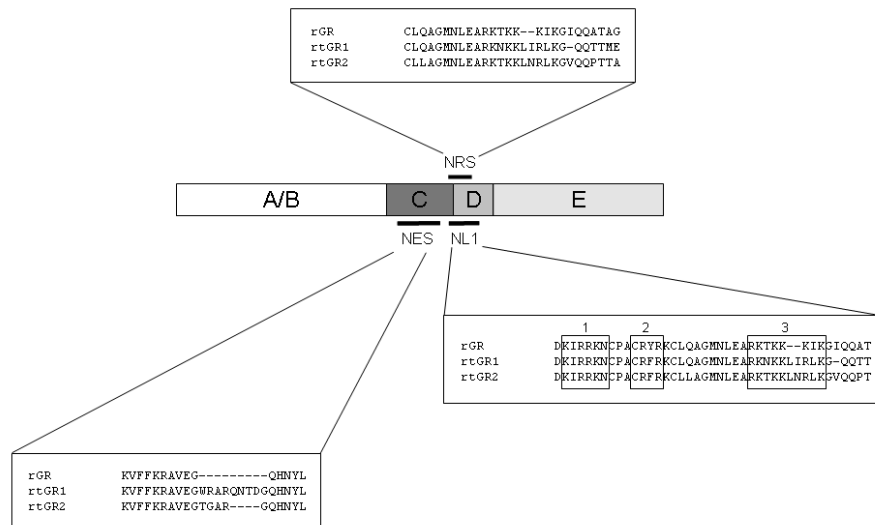 rGR CLQAGMNLEARKTKK--KIKGIQQATAG
rtGR1 CLQAGMNLEARKNKKLIRLKG-QQTTME
rtGR2 CLLAGMNLEARKTKKLNRLKGVQQPTTA
NRS
A/B C D E
NES NL1
1 2 3
rGR DKIRRKNCPACRYRKCLQAGMNLEARKTKK--KIKGIQQAT
rtGR1 DKIRRKNCPACRFRKCLQAGMNLEARKNKKLIRLKG-QQTT
rtGR2 DKIRRKNCPACRFRKCLLAGMNLEARKTKKLNRLKGVQQPT
rGR KVFFKRAVEG---------QHNYL
rtGR1 KVFFKRAVEGWRARQNTDGQHNYL
rtGR2 KVFFKRAVEGTGAR----GQHNYL